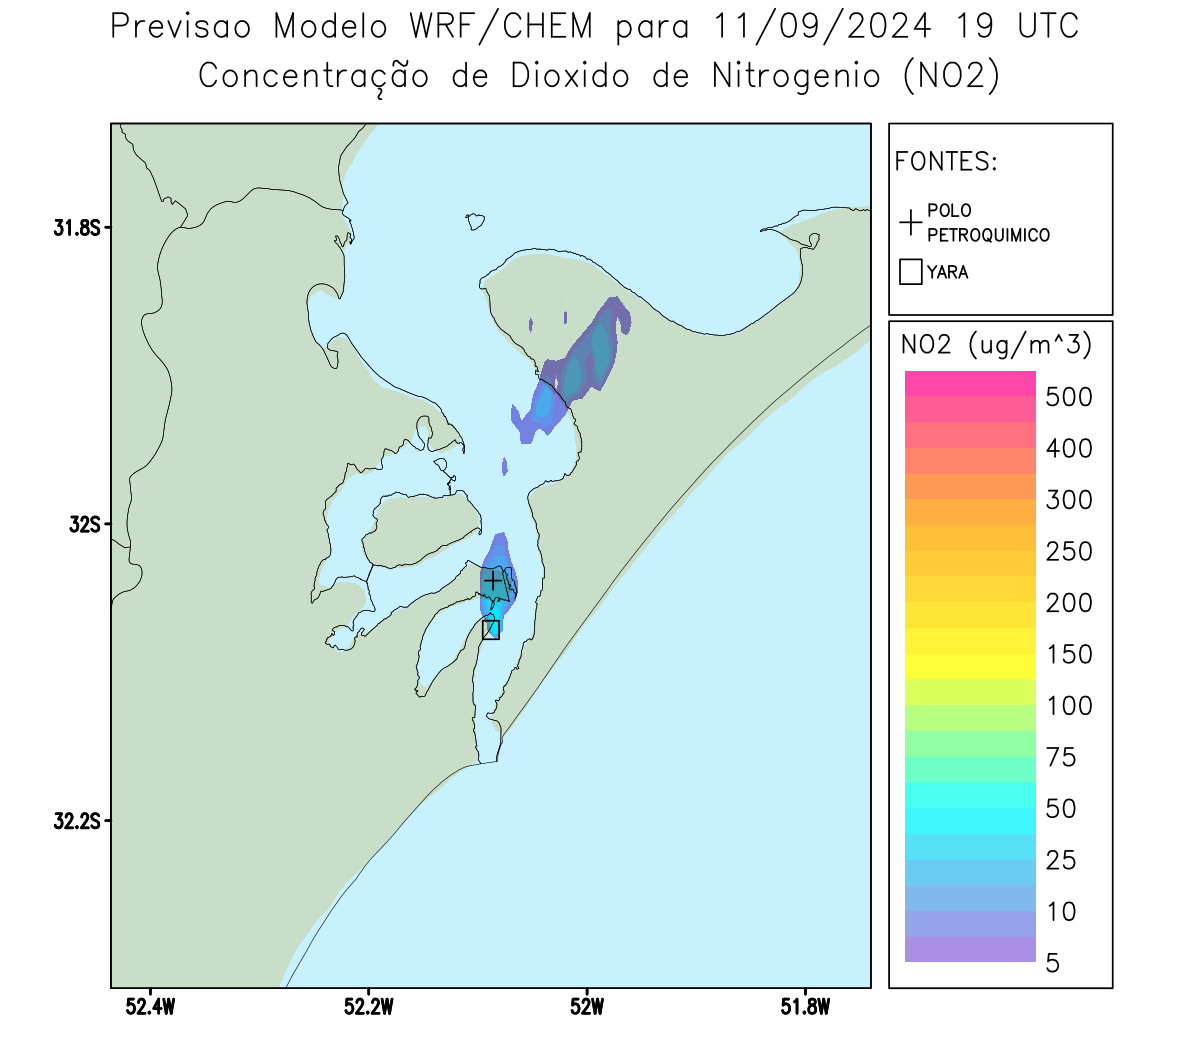 Previsao Modelo WRF/CHEM para 11/09/2024 19 UTC
Concentração de Dioxido de Nitrogenio (NO2)
FONTES:
POLO
PETROQUIMICO
YARA
NO2 (ug/m^3)
500
400
300
250
200
150
100
75
50
25
10
5
31.8S
32S
32.2S
52.4W
52.2W
52W
51.8W